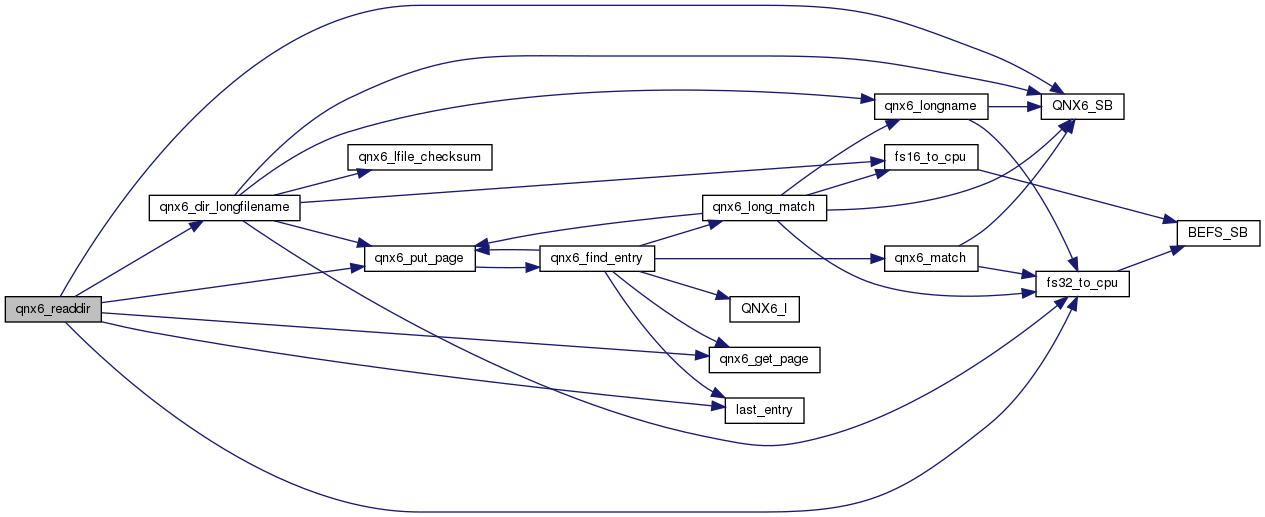 qnx6_readdir
qnx6_dir_longfilename
qnx6_lfile_checksum
qnx6_put_page
qnx6_find_entry
qnx6_long_match
QNX6_I
qnx6_get_page
last_entry
qnx6_longname
fs16_to_cpu
qnx6_match
QNX6_SB
fs32_to_cpu
BEFS_SB